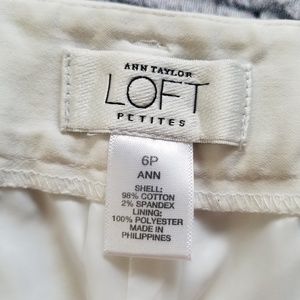 ANN TAYLOR
LOFT
PETITES
6P
ANN
SHELL:
98% COTTON
2% SPANDEX
LINING:
100% POLYESTER
MADE IN
PHILIPPINES